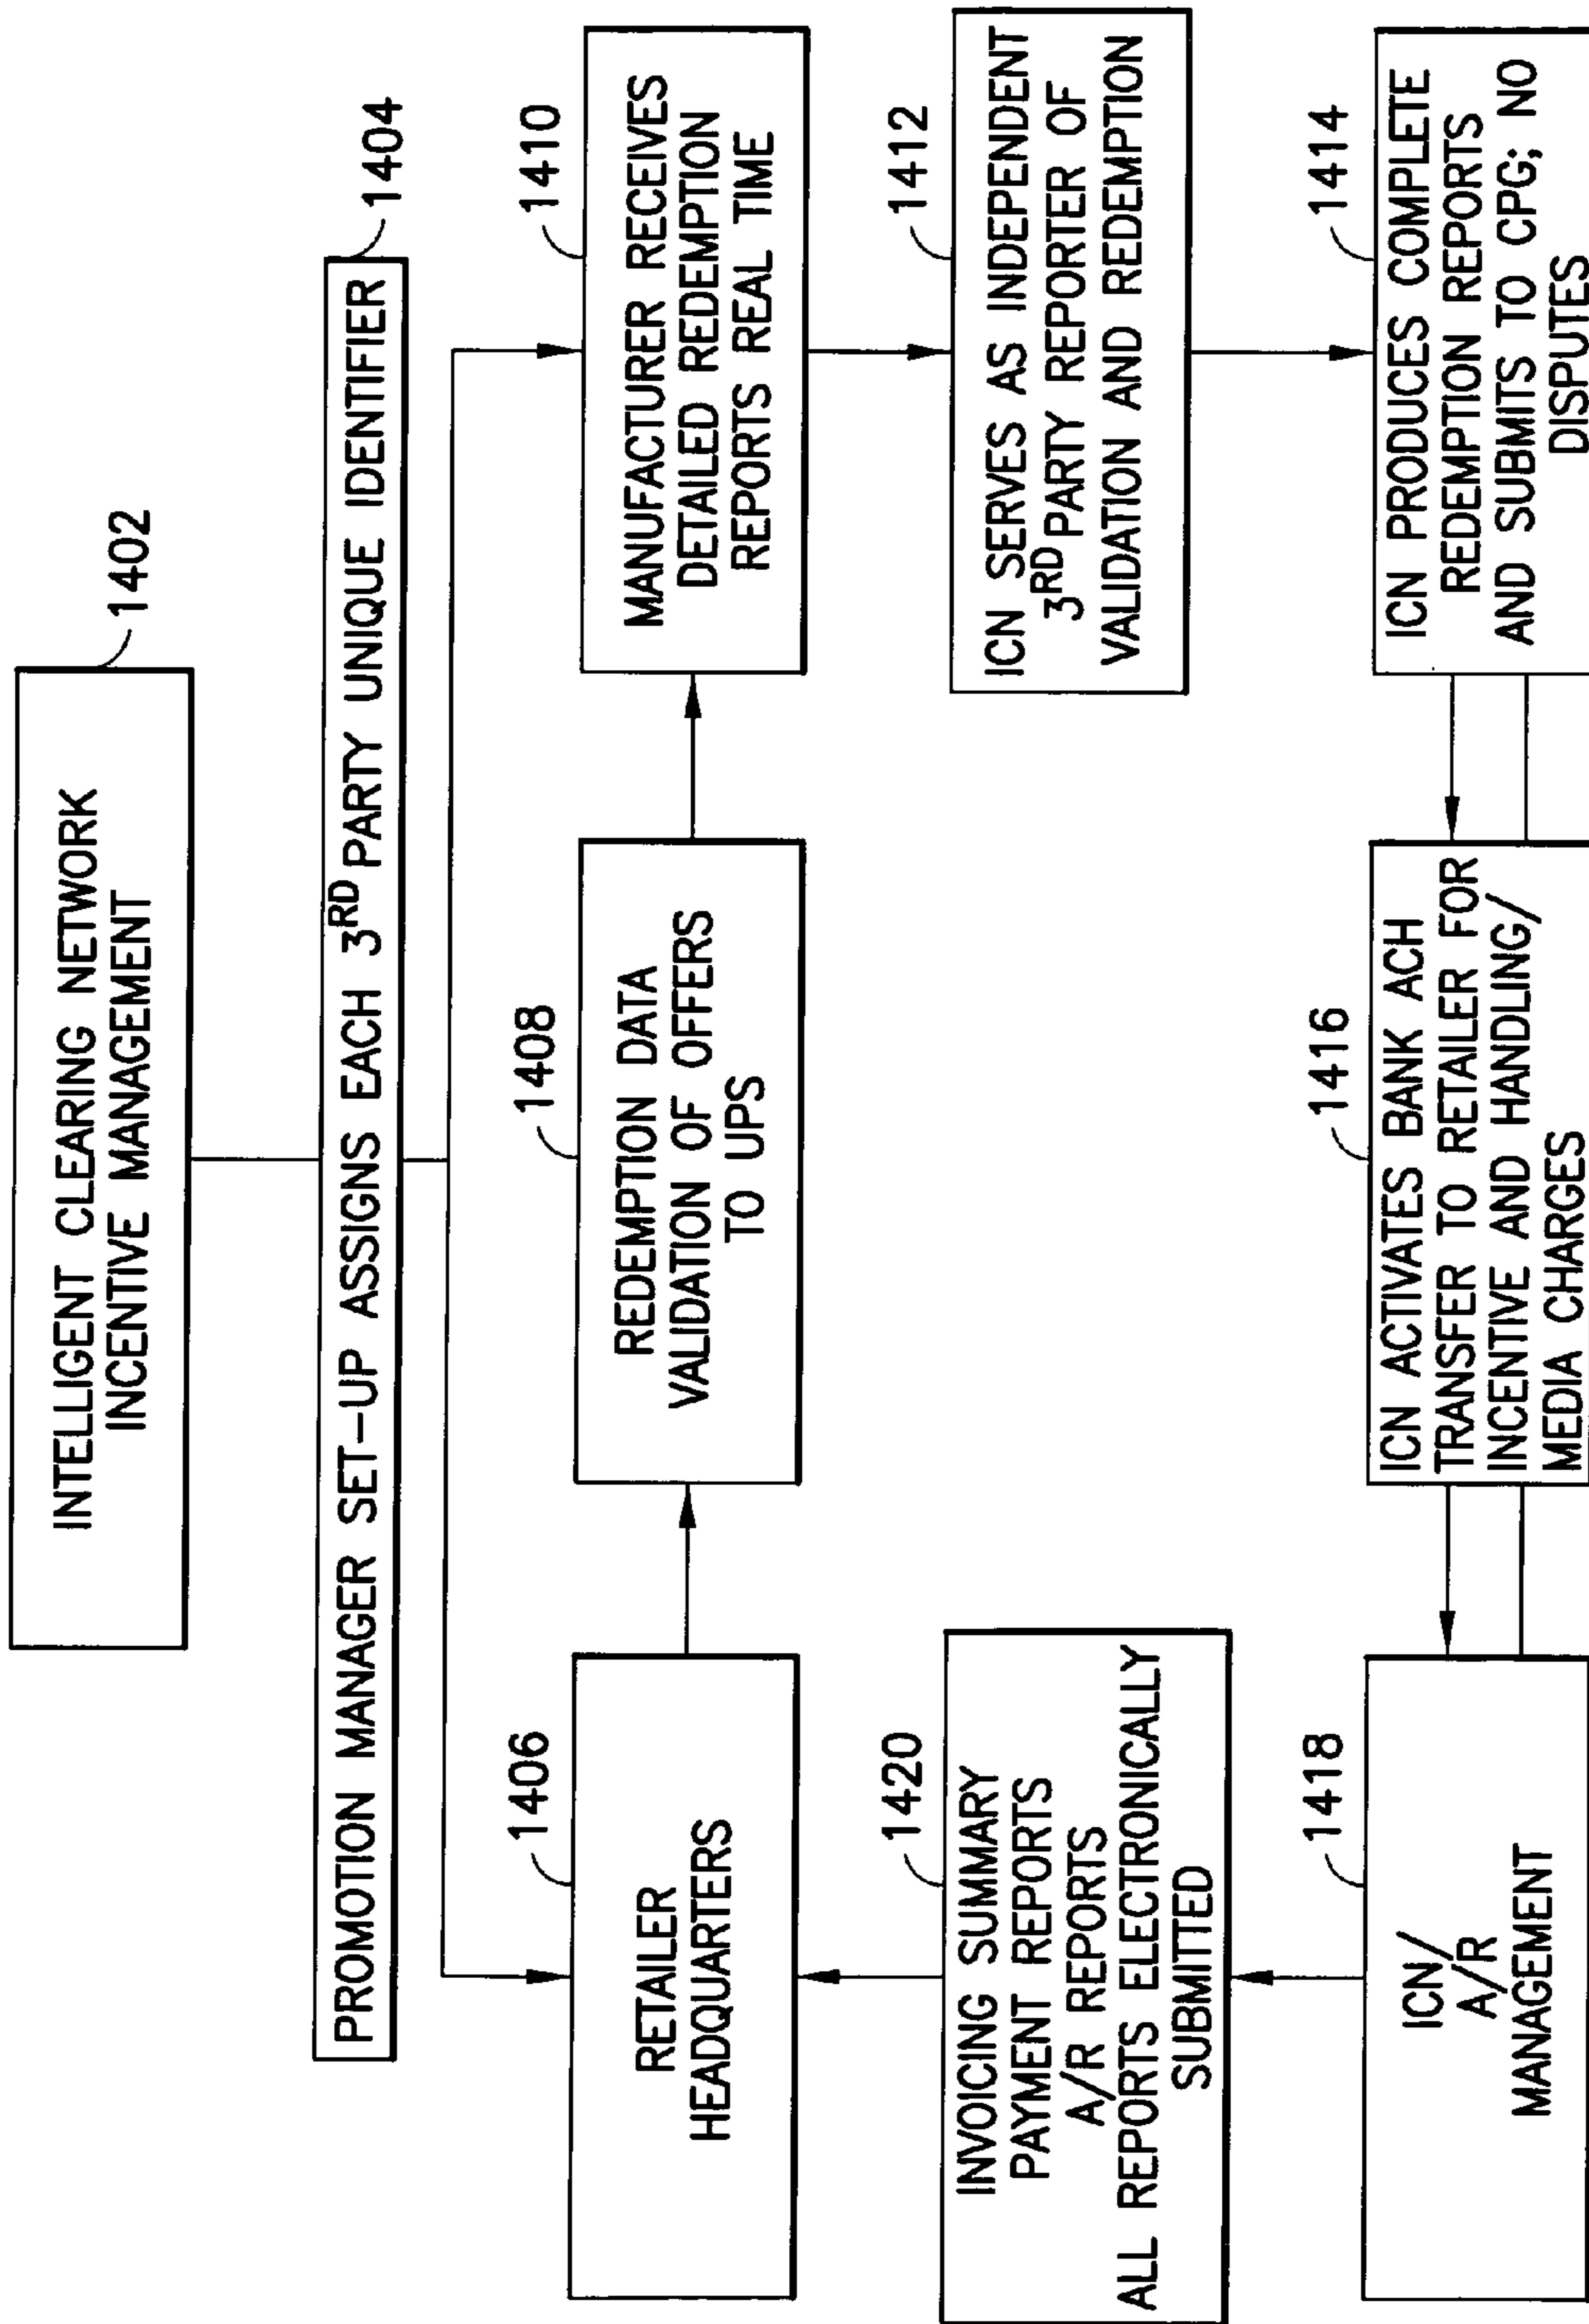 INTELLIGENT CLEARING NETWORK
INCENTIVE MANAGEMENT
1402
PROMOTION MANAGER SET-UP ASSIGNS EACH 3RD PARTY UNIQUE IDENTIFIER
1404
1406
RETAILER
HEADQUARTERS
1408
REDEMPTION DATA
VALIDATION OF OFFERS
TO UPS
1410
MANUFACTURER RECEIVES
DETAILED REDEMPTION
REPORTS REAL TIME
1420
INVOICING SUMMARY
PAYMENT REPORTS
A/R REPORTS
ALL REPORTS ELECTRONICALLY
SUBMITTED
1412
ICN SERVES AS INDEPENDENT
3RD PARTY REPORTER OF
VALIDATION AND REDEMPTION
1418
ICN/
A/R
MANAGEMENT
1416
ICN ACTIVATES BANK ACH
TRANSFER TO RETAILER FOR
INCENTIVE AND HANDLING/
MEDIA CHARGES
1414
ICN PRODUCES COMPLETE
REDEMPTION REPORTS
AND SUBMITS TO CPG; NO
DISPUTES